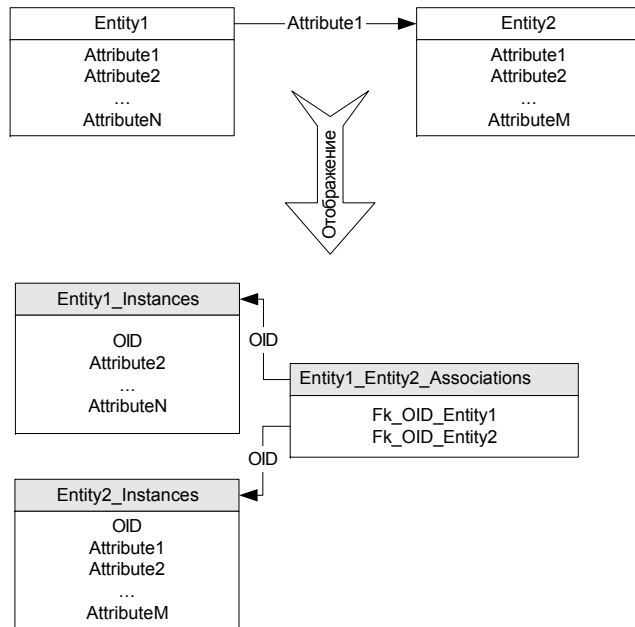 Entity1
Attribute1
Entity2
Attribute1
Attribute2
...
AttributeN
Attribute1
Attribute2
...
AttributeM
Отображение
Entity1_Instances
OID
Attribute2
...
AttributeN
OID
Entity1_Entity2_Associations
Fk_OID_Entity1
Fk_OID_Entity2
OID
Entity2_Instances
OID
Attribute1
Attribute2
...
AttributeM